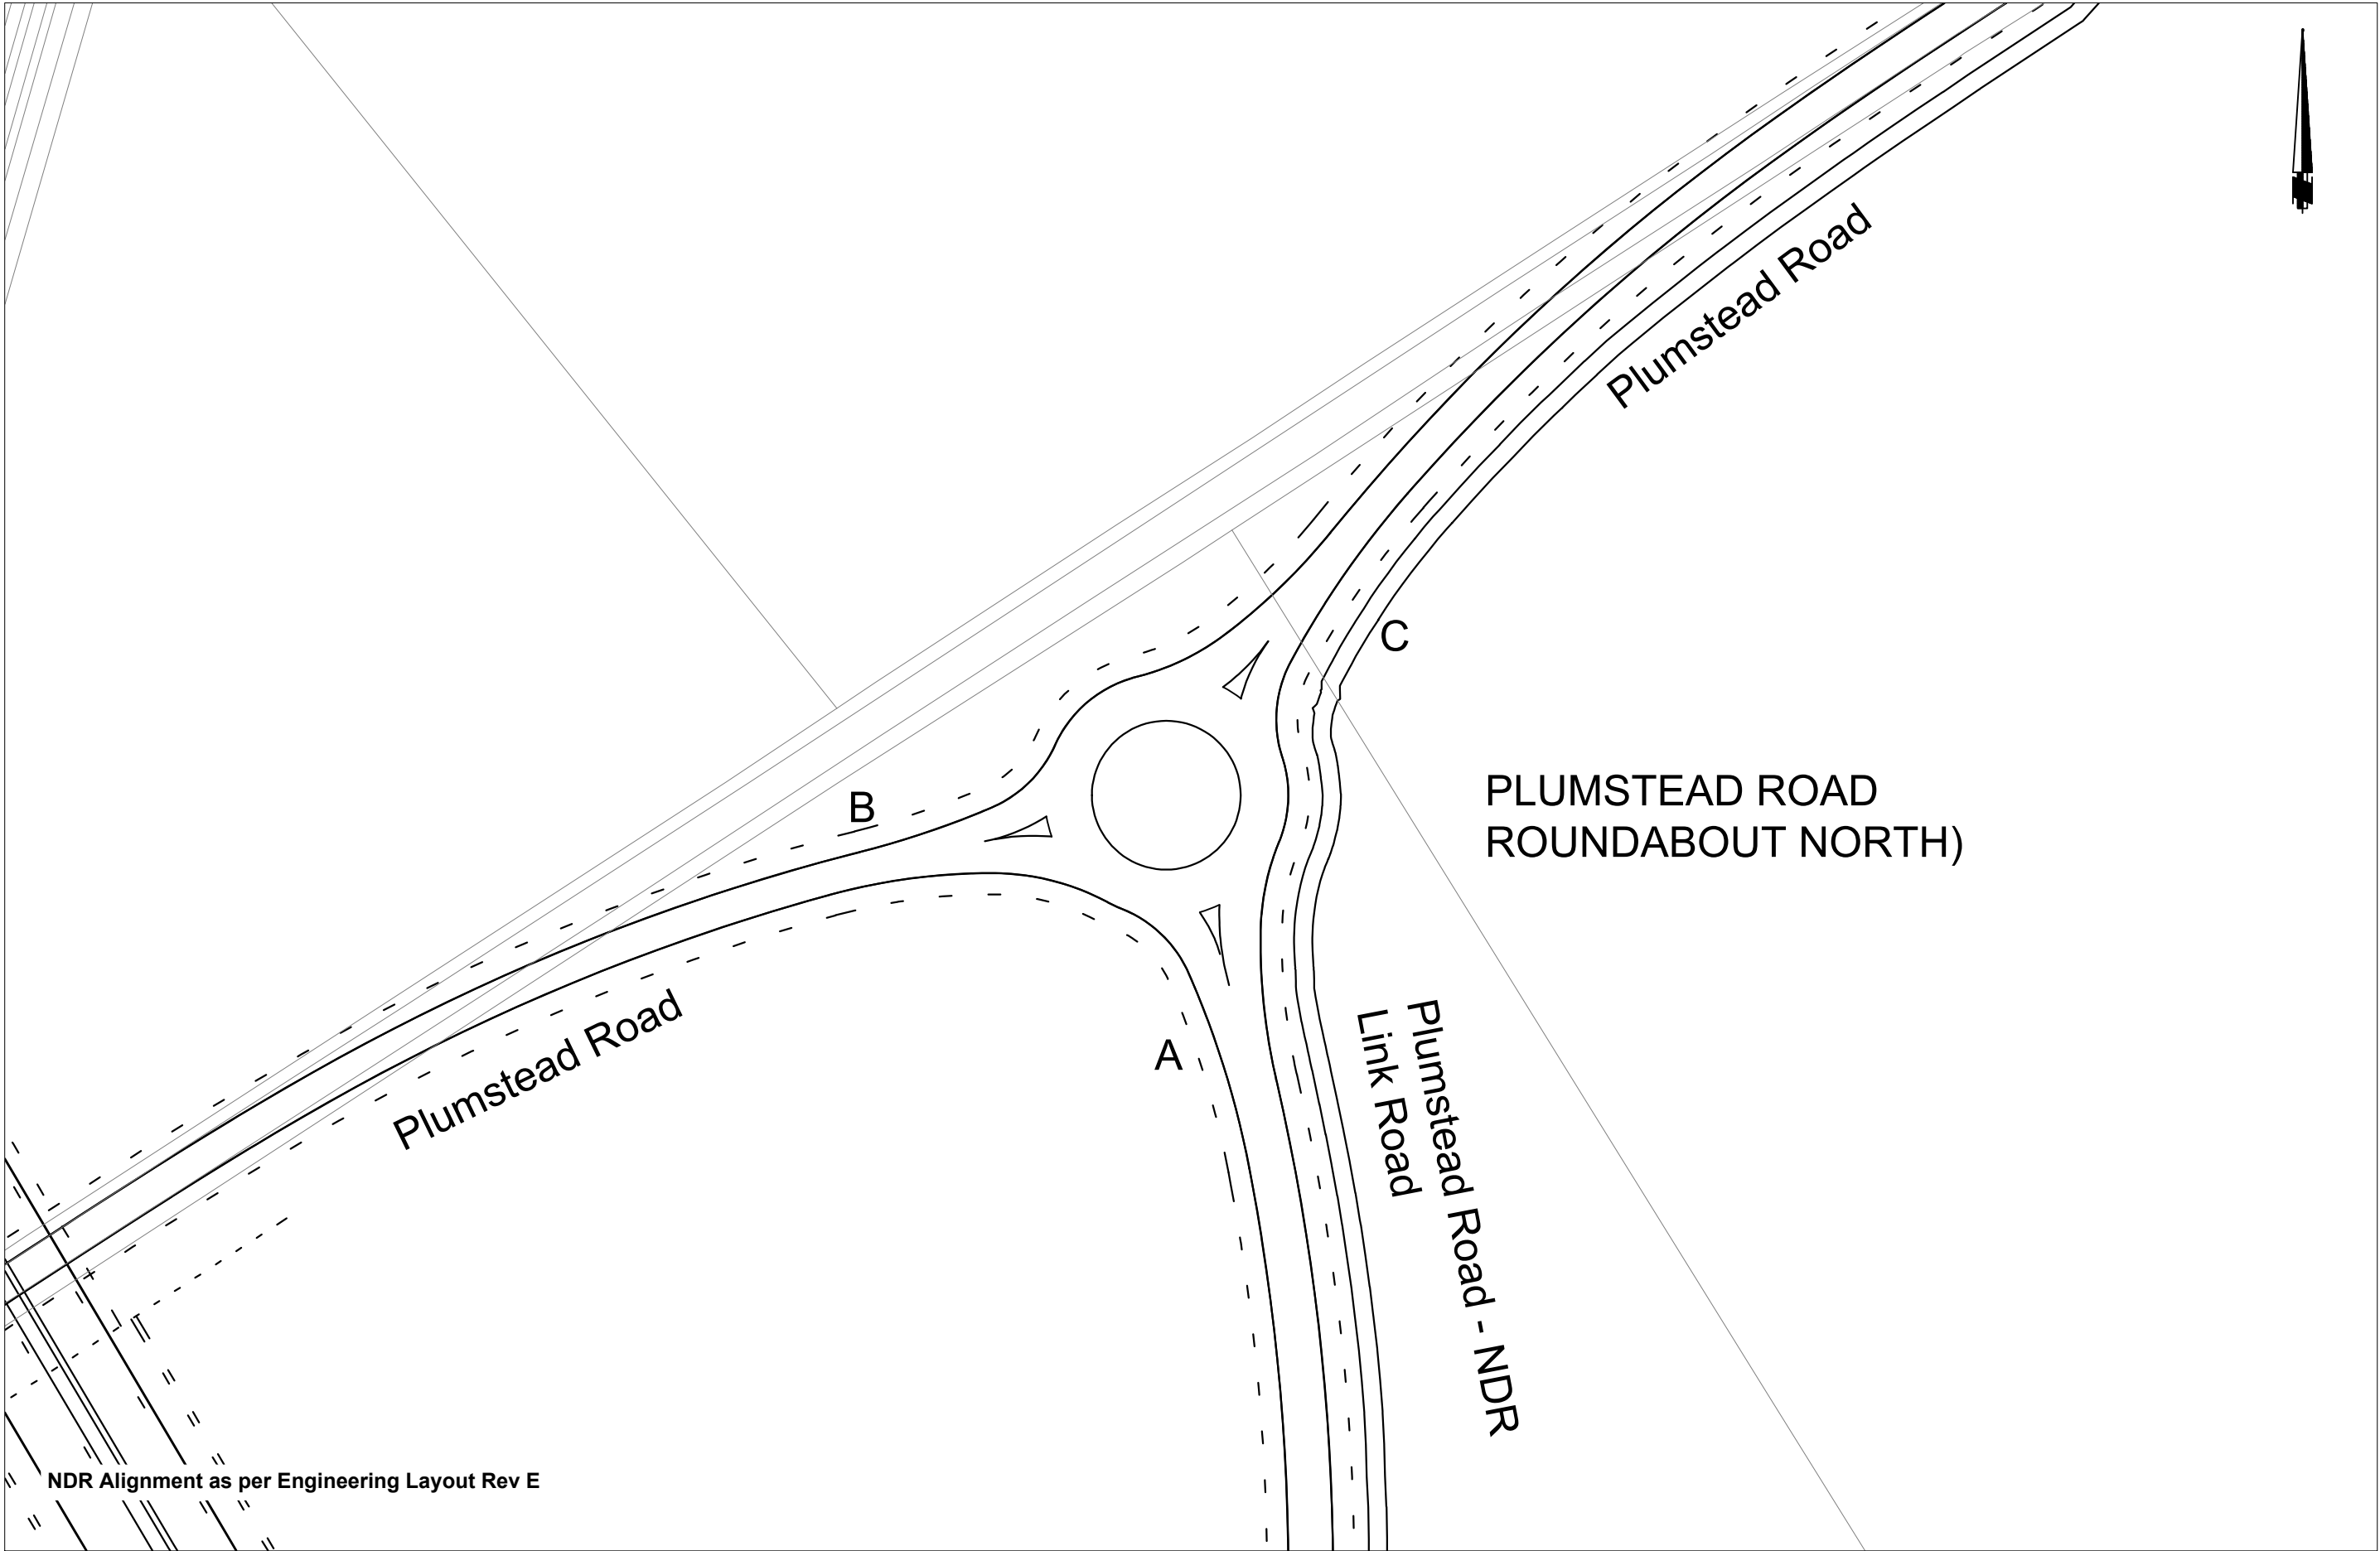 Plumstead Road
C
PLUMSTEAD ROAD
ROUNDABOUT NORTH)
B
Plumstead Road
A
Plumstead Road - NDR
Link Road
NDR Alignment as per Engineering Layout Rev E